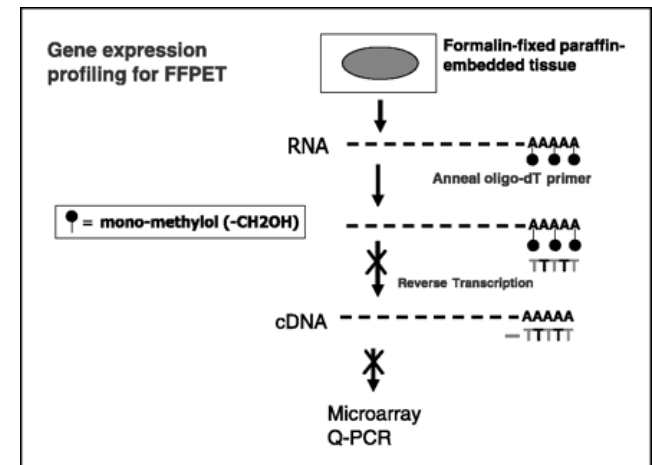 Gene expression
profiling for FFPET
Formalin-fixed paraffin-
embedded tissue
RNA
AAAAA
Anneal oligo-dT primer
= mono-methylol (-CH2OH)
AAAAA
TTTTT
Reverse Transcription
cDNA
AAAAA
TTTTT
Microarray
Q-PCR